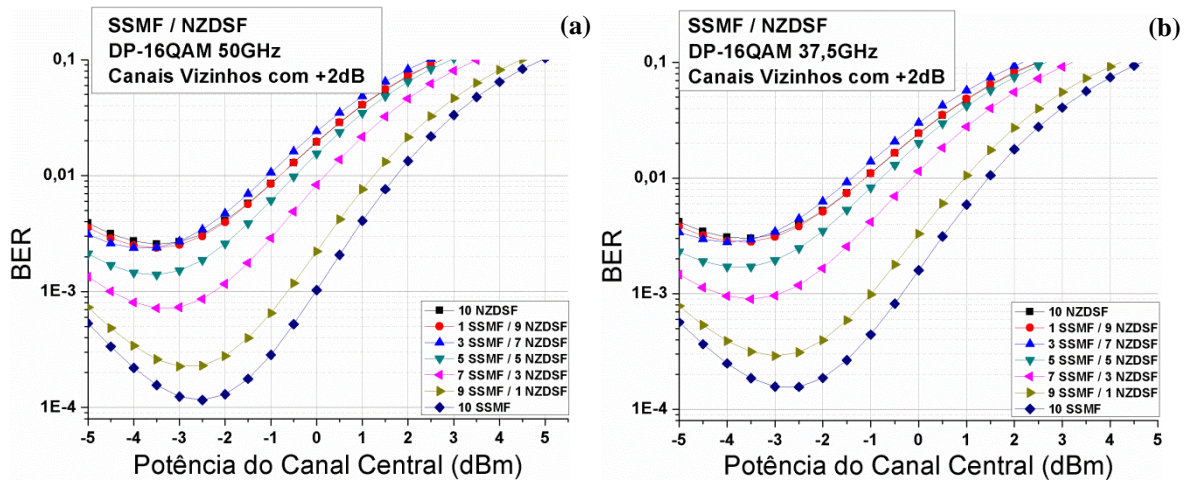 SSMF / NZDSF
DP-16QAM 50GHz
Canais Vizinhos com +2dB
(a)
0,1
0,01
1E-3
1E-4
BER
10 NZDSF
1 SSMF / 9 NZDSF
3 SSMF / 7 NZDSF
5 SSMF / 5 NZDSF
7 SSMF / 3 NZDSF
9 SSMF / 1 NZDSF
10 SSMF
-5 -4 -3 -2 -1 0 1 2 3 4 5
Potência do Canal Central (dBm)
SSMF / NZDSF
DP-16QAM 37,5GHz
Canais Vizinhos com +2dB
(b)
0,1
0,01
1E-3
1E-4
BER
10 NZDSF
1 SSMF / 9 NZDSF
3 SSMF / 7 NZDSF
5 SSMF / 5 NZDSF
7 SSMF / 3 NZDSF
9 SSMF / 1 NZDSF
10 SSMF
-5 -4 -3 -2 -1 0 1 2 3 4 5
Potência do Canal Central (dBm)